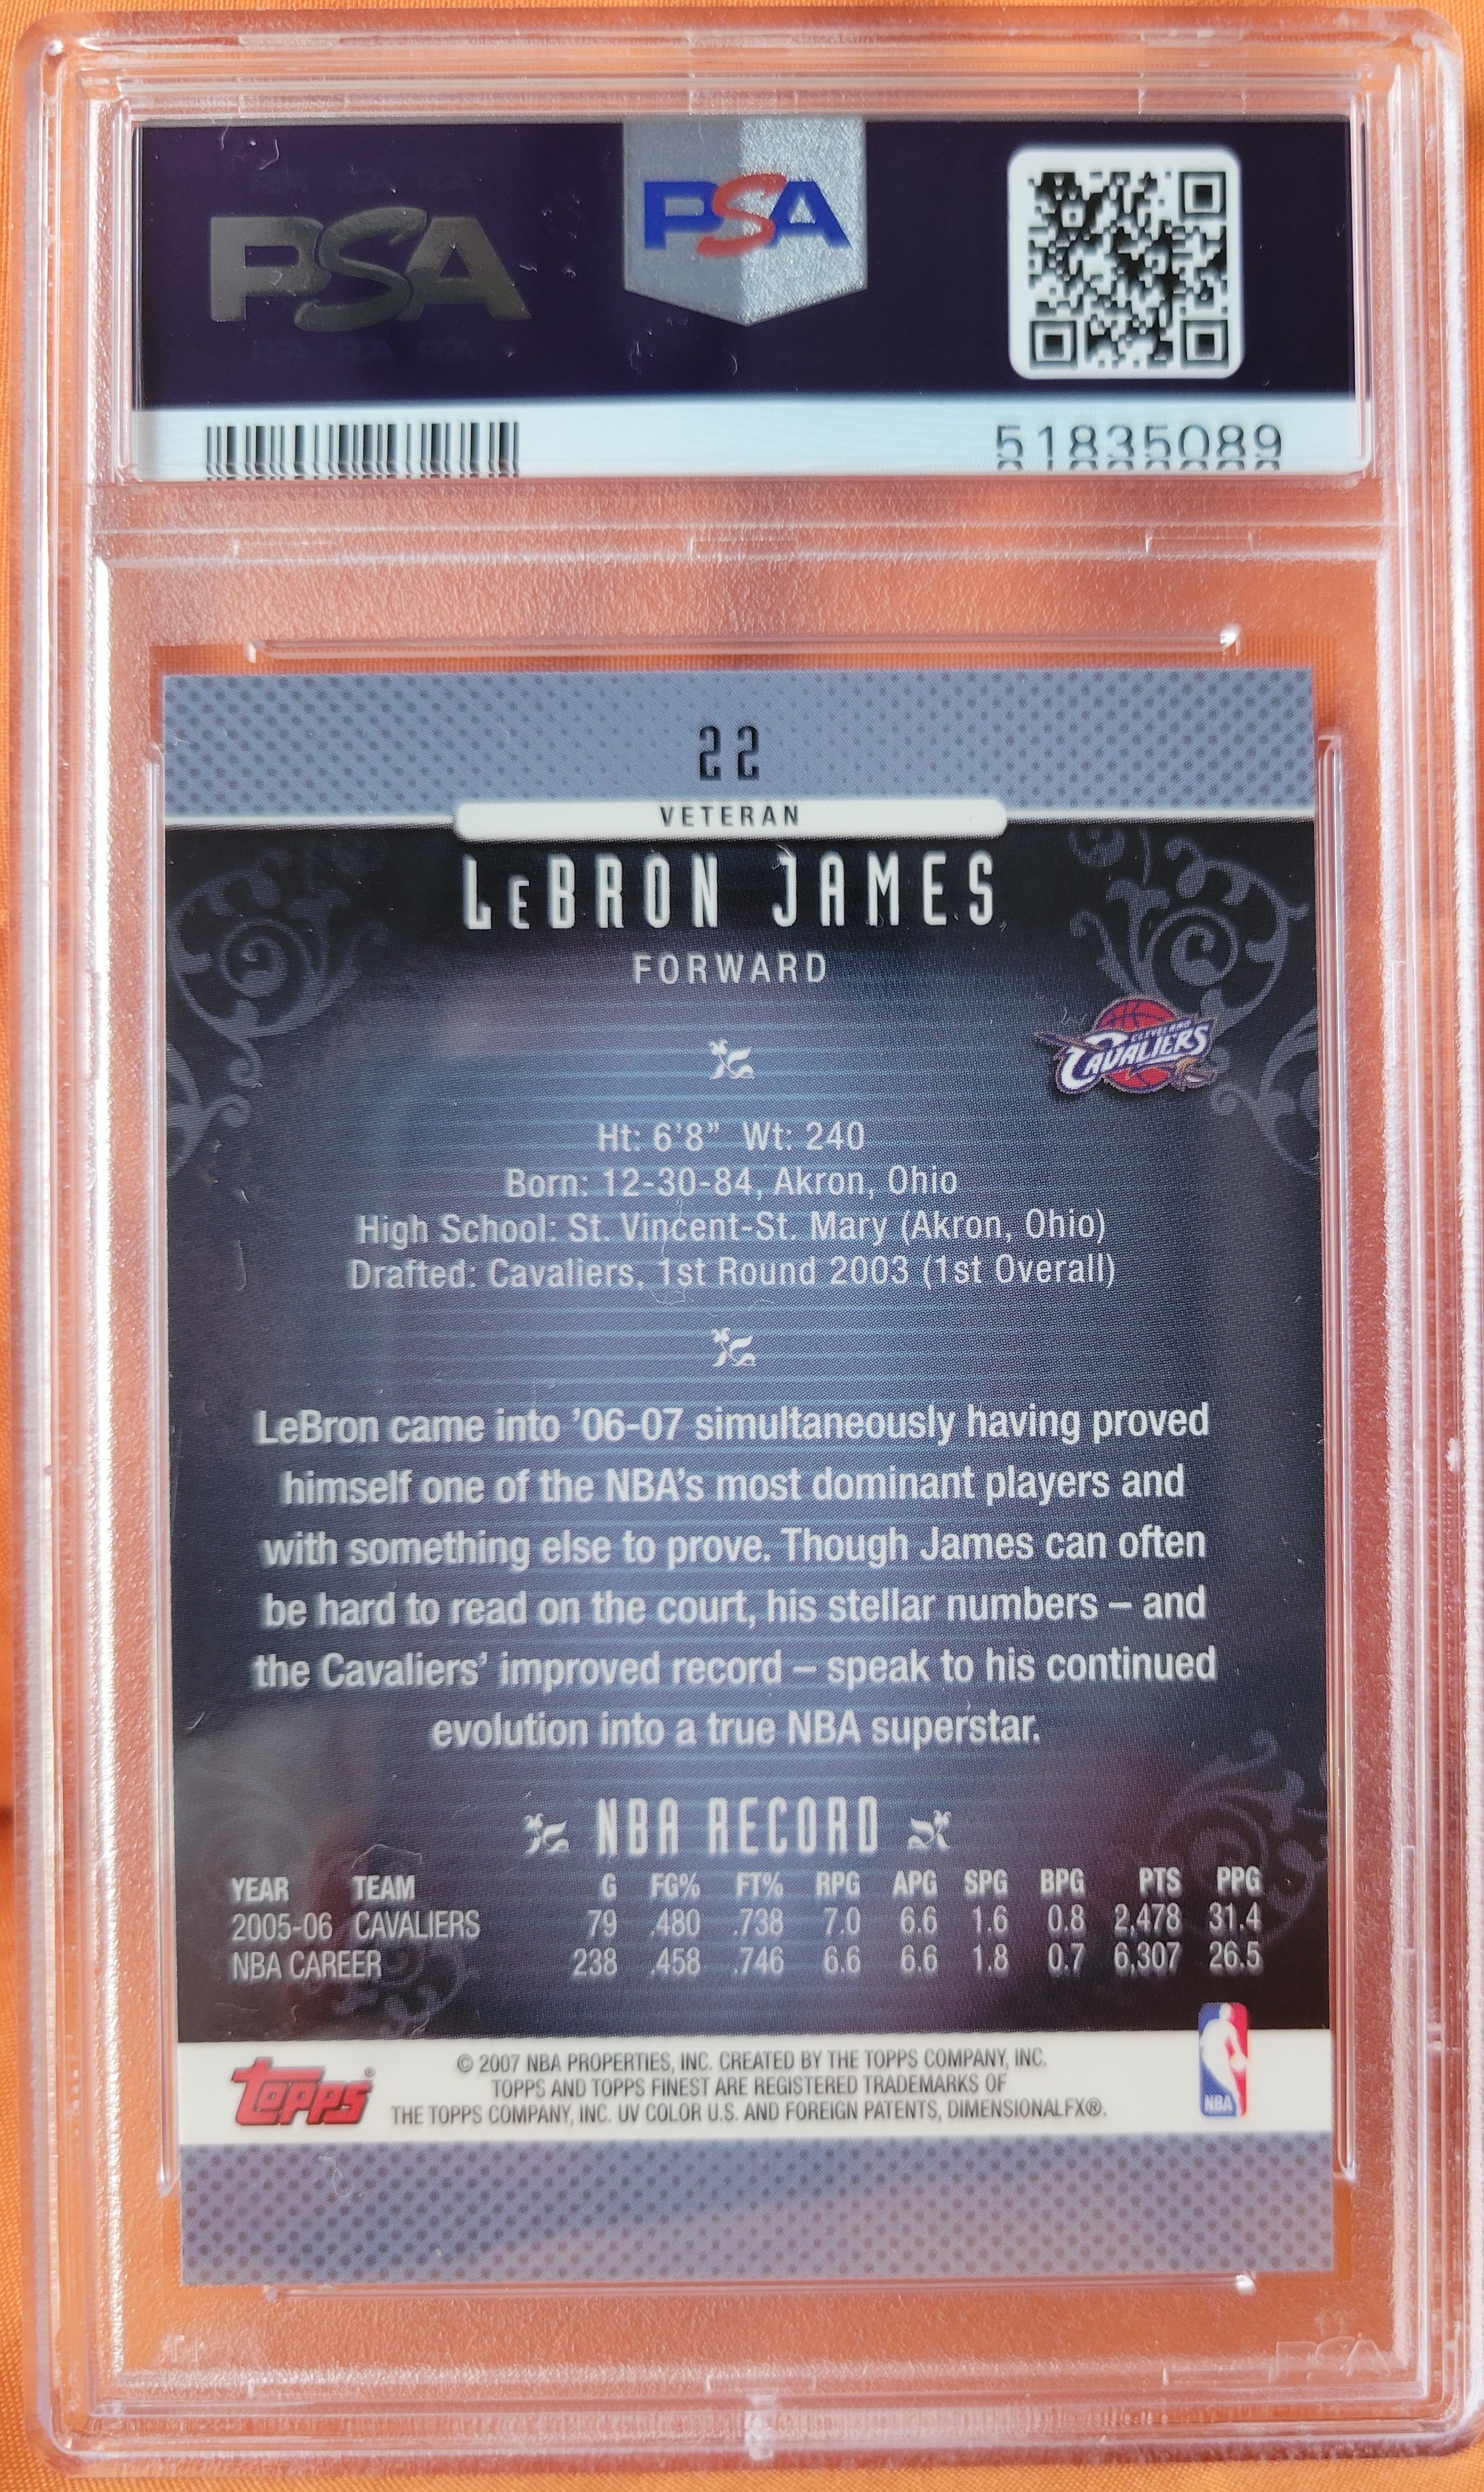 PSA
PSA
51835089
22
VETERAN
LeBRON JAMES
FORWARD
CLEVELAND
CAVALIERS
Ht: 6'8" Wt: 240
Born: 12-30-84, Akron, Ohio
High School: St. Vincent-St. Mary (Akron, Ohio)
Drafted: Cavaliers, 1st Round 2003 (1st Overall)
LeBron came into '06-07 simultaneously having proved
himself one of the NBA's most dominant players and
with something else to prove. Though James can often
be hard to read on the court, his stellar numbers – and
the Cavaliers' improved record – speak to his continued
evolution into a true NBA superstar.
NBA RECORD
YEAR TEAM G FG% FT% RPG APG SPG BPG PTS PPG
2005-06 CAVALIERS 79 .480 .738 7.0 6.6 1.6 0.8 2,478 31.4
NBA CAREER 238 .458 .746 6.6 6.6 1.8 0.7 6,307 26.5
Topps®
© 2007 NBA PROPERTIES, INC. CREATED BY THE TOPPS COMPANY, INC.
TOPPS AND TOPPS FINEST ARE REGISTERED TRADEMARKS OF
THE TOPPS COMPANY, INC. UV COLOR U.S. AND FOREIGN PATENTS, DIMENSIONALFX®.
NBA
PSA